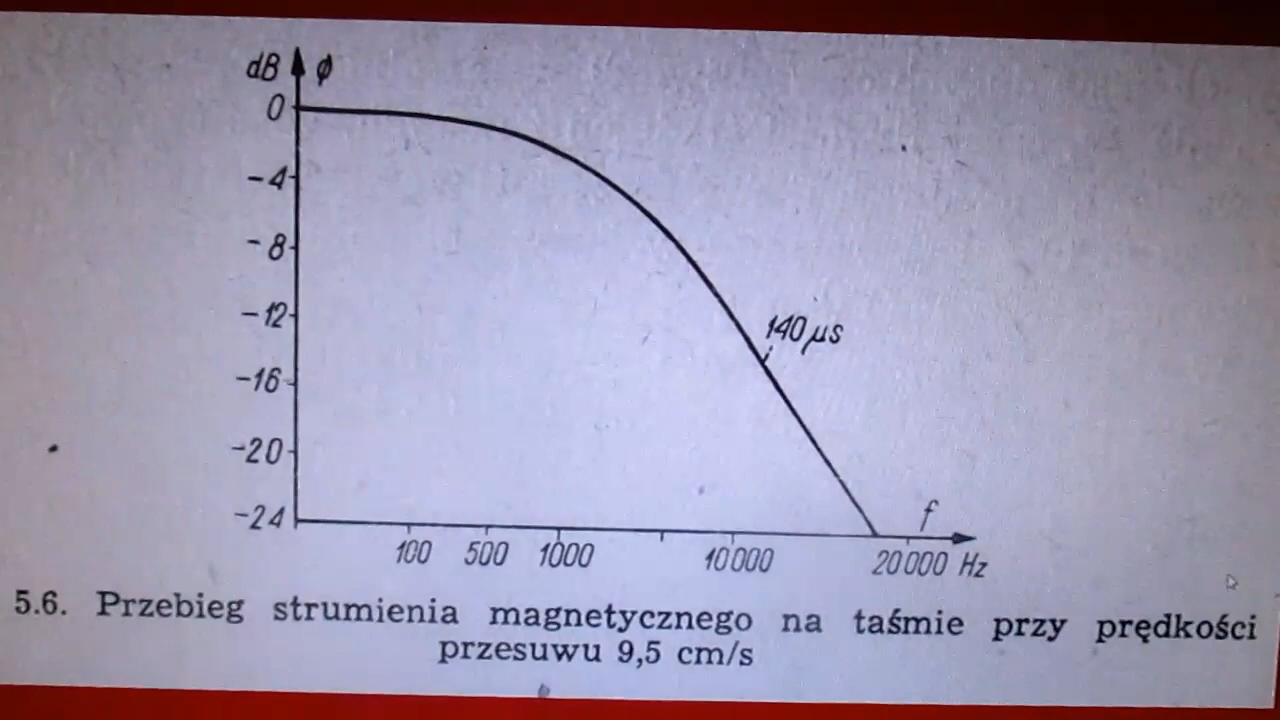 dB ϕ
0
-4
-8
-12
140 μs
-16
-20
-24
f
100 500 1000 10000 20000 Hz
5.6. Przebieg strumienia magnetycznego na taśmie przy prędkości
przesuwu 9,5 cm/s